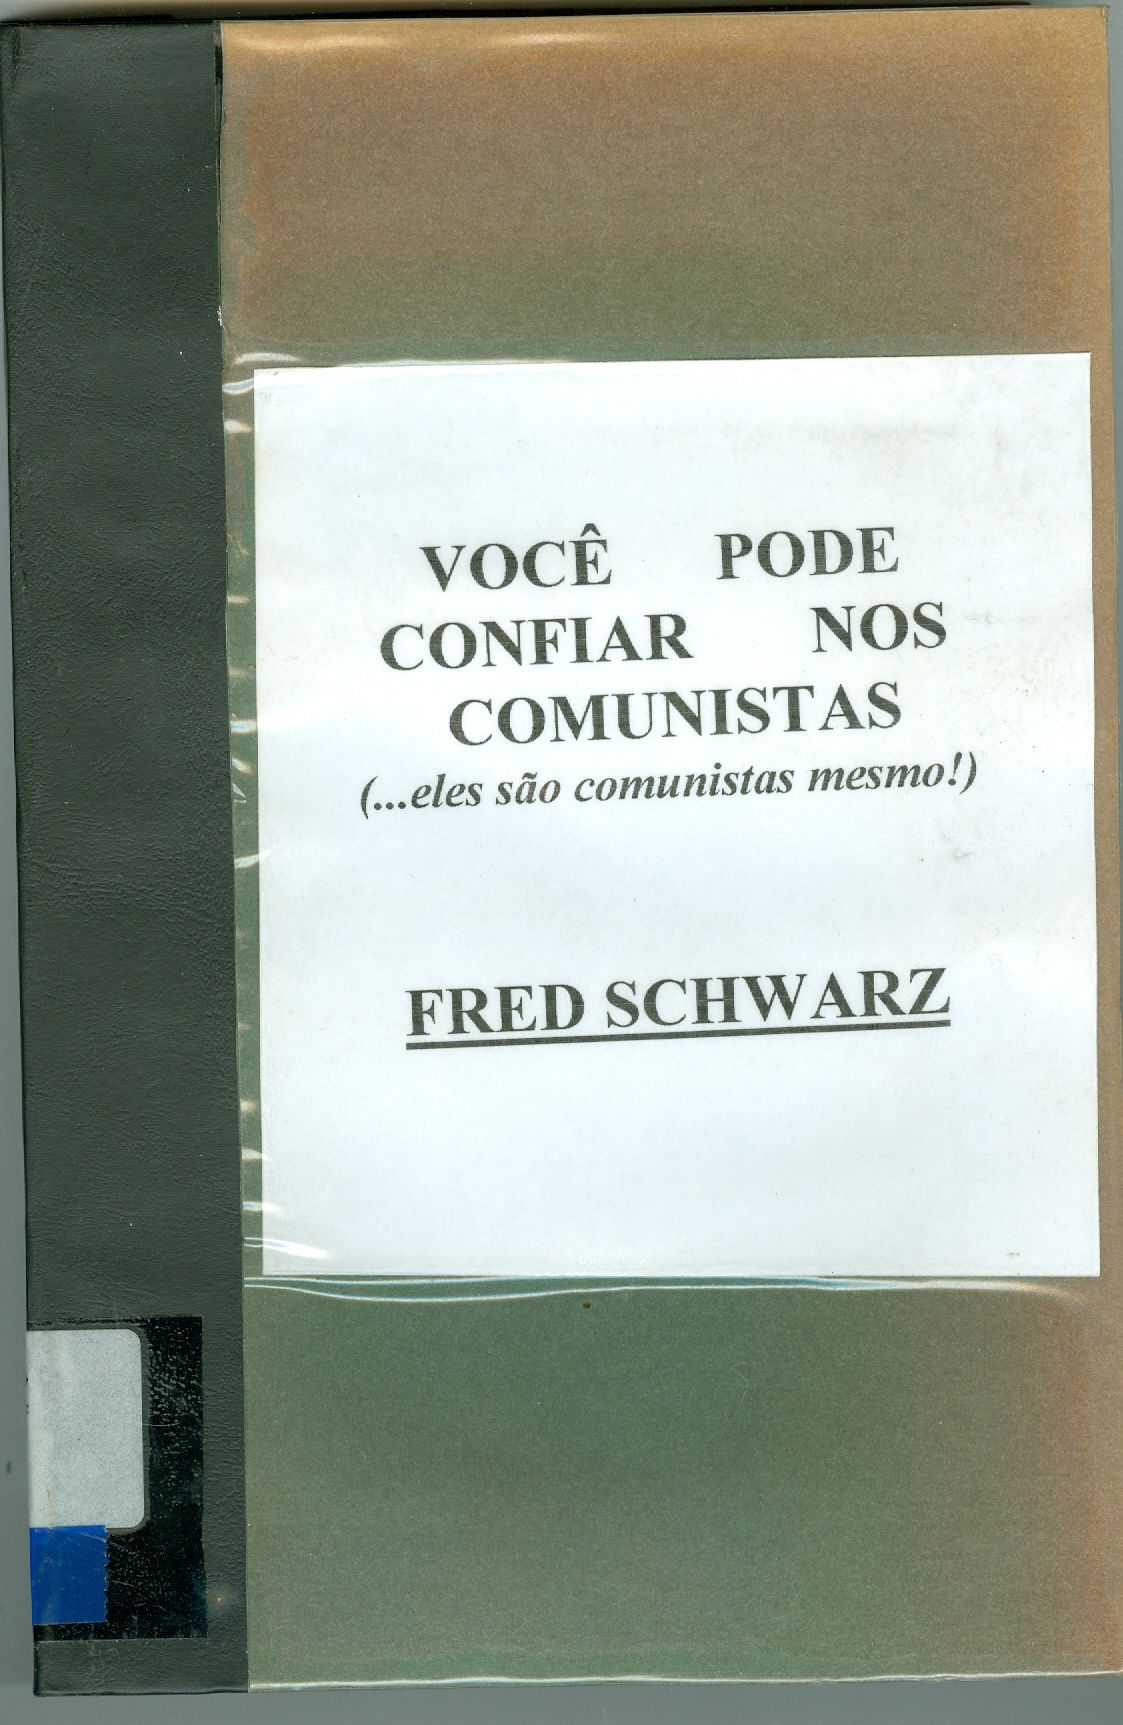 VOCÊ PODE
CONFIAR NOS
COMUNISTAS
(...eles são comunistas mesmo!)
FRED SCHWARZ